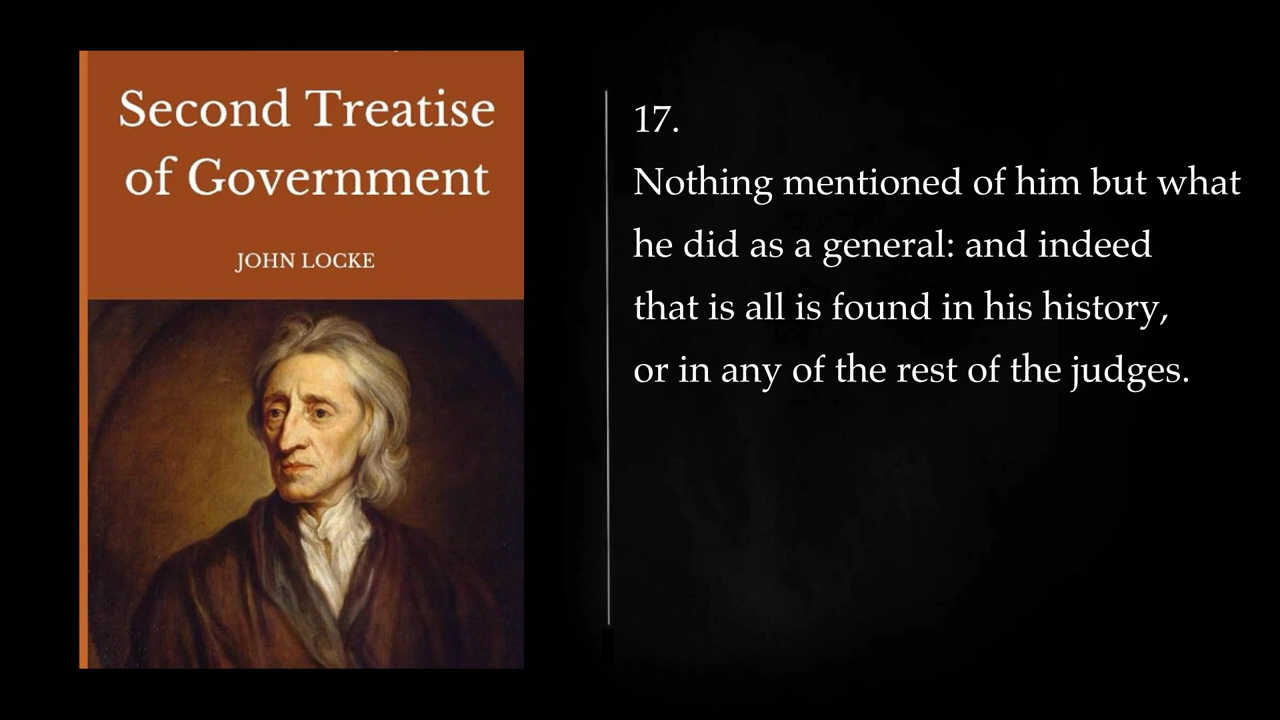 Second Treatise
of Government
JOHN LOCKE
17.
Nothing mentioned of him but what
he did as a general: and indeed
that is all is found in his history,
or in any of the rest of the judges.